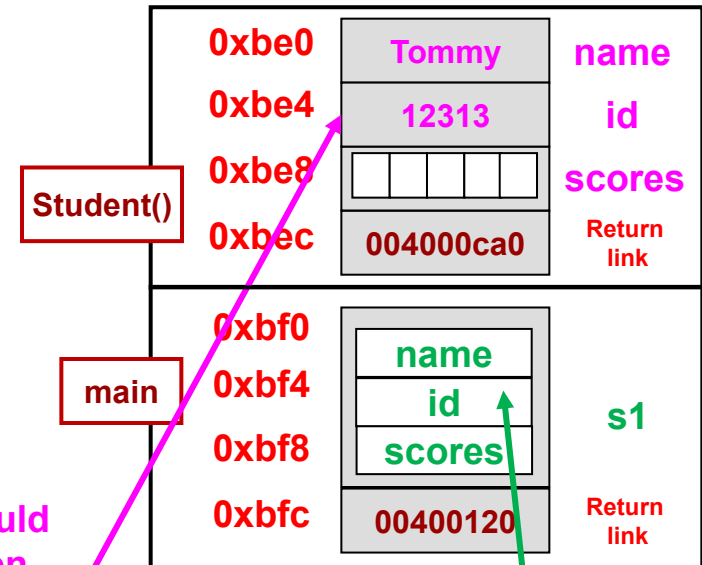 0xbe0 Tommy name
0xbe4 12313 id
0xbe8 scores
Student()
0xbec 004000ca0 Return
link
0xbf0 name
main 0xbf4 id s1
0xbf8 scores
0xbfc 00400120 Return
link